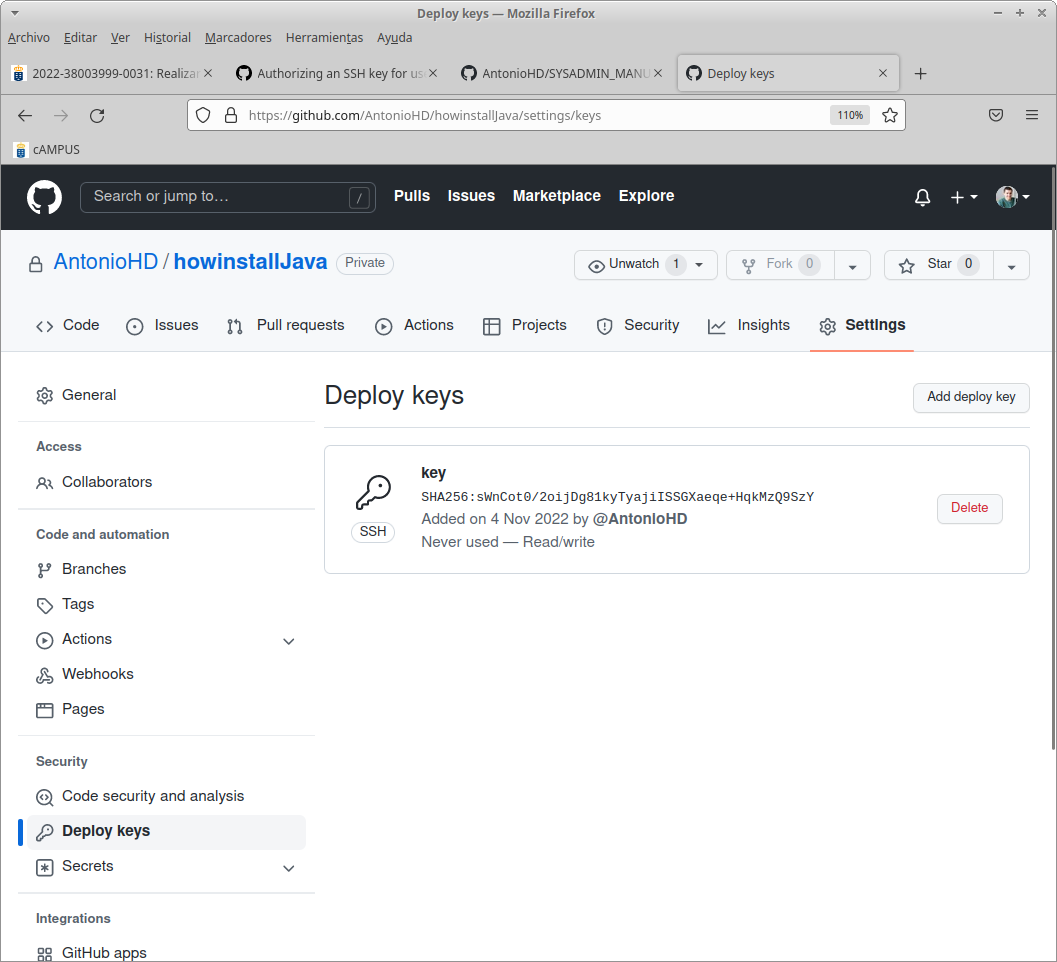 Deploy keys — Mozilla Firefox
Archivo Editar Ver Historial Marcadores Herramientas Ayuda
2022-38003999-0031: Realizar Authorizing an SSH key for us AntonioHD/SYSADMIN_MANU Deploy keys
https://github.com/AntonioHD/howinstallJava/settings/keys 110%
cAMPUS
Search or jump to… / Pulls Issues Marketplace Explore
AntonioHD / howinstallJava Private Unwatch 1 Fork 0 Star 0
Code Issues Pull requests Actions Projects Security Insights Settings
General
Access
Collaborators
Code and automation
Branches
Tags
Actions
Webhooks
Pages
Security
Code security and analysis
Deploy keys
Secrets
Integrations
GitHub apps
Deploy keys Add deploy key
key
SHA256:sWnCot0/2oijDg81kyTyajiISSGXaeqe+HqkMzQ9SzY
Added on 4 Nov 2022 by @AntonioHD
Never used — Read/write
SSH
Delete